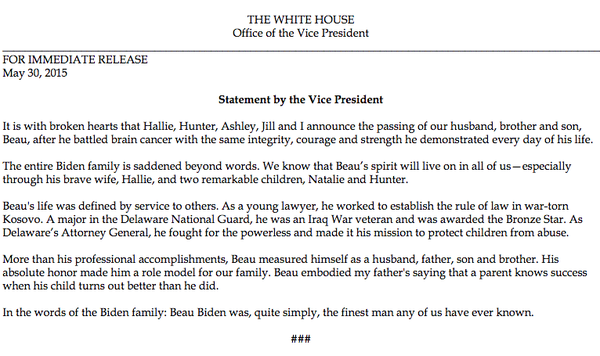 THE WHITE HOUSE
Office of the Vice President
FOR IMMEDIATE RELEASE
May 30, 2015
Statement by the Vice President
It is with broken hearts that Hallie, Hunter, Ashley, Jill and I announce the passing of our husband, brother and son,
Beau, after he battled brain cancer with the same integrity, courage and strength he demonstrated every day of his life.
The entire Biden family is saddened beyond words. We know that Beau's spirit will live on in all of us—especially
through his brave wife, Hallie, and two remarkable children, Natalie and Hunter.
Beau's life was defined by service to others. As a young lawyer, he worked to establish the rule of law in war-torn
Kosovo. A major in the Delaware National Guard, he was an Iraq War veteran and was awarded the Bronze Star. As
Delaware's Attorney General, he fought for the powerless and made it his mission to protect children from abuse.
More than his professional accomplishments, Beau measured himself as a husband, father, son and brother. His
absolute honor made him a role model for our family. Beau embodied my father's saying that a parent knows success
when his child turns out better than he did.
In the words of the Biden family: Beau Biden was, quite simply, the finest man any of us have ever known.
###